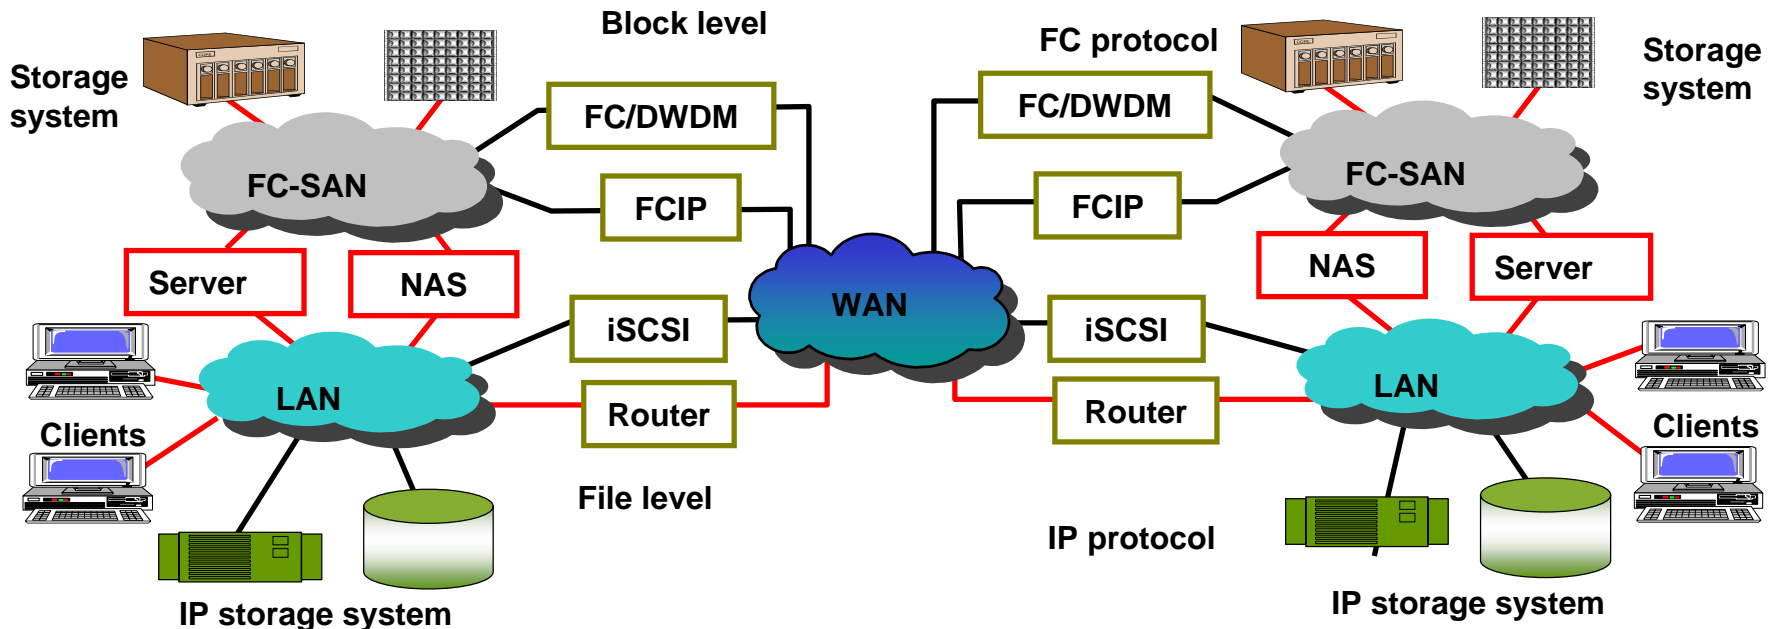 Block level
FC protocol
Storage
system
Storage
system
FC/DWDM
FC/DWDM
FC-SAN
FCIP
FCIP
FC-SAN
Server
NAS
WAN
NAS
Server
iSCSI
iSCSI
LAN
Router
Router
LAN
Clients
Clients
File level
IP protocol
IP storage system
IP storage system